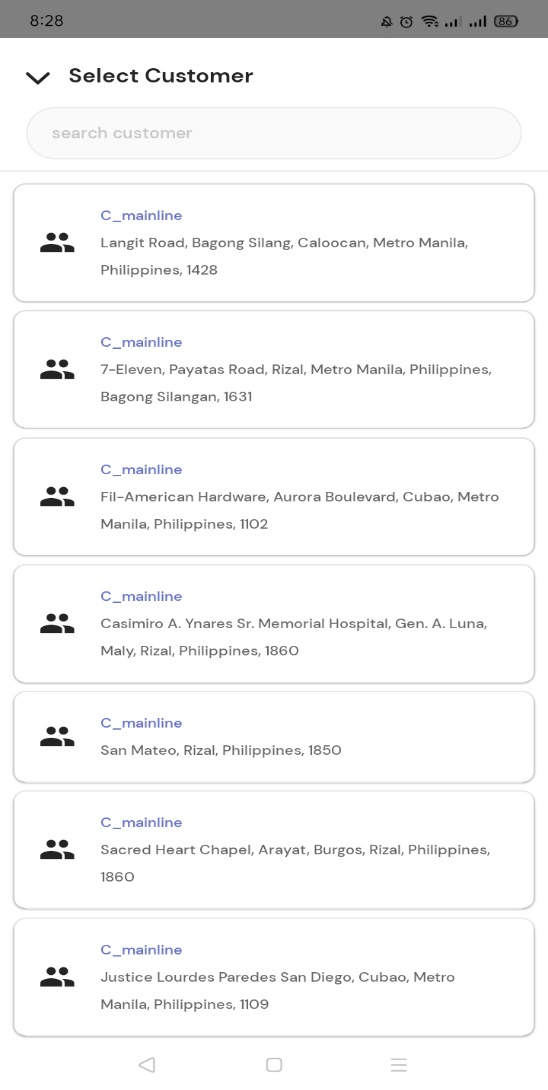 8:28
86
Select Customer
search customer
C_mainline
Langit Road, Bagong Silang, Caloocan, Metro Manila,
Philippines, 1428
C_mainline
7-Eleven, Payatas Road, Rizal, Metro Manila, Philippines,
Bagong Silangan, 1631
C_mainline
Fil-American Hardware, Aurora Boulevard, Cubao, Metro
Manila, Philippines, 1102
C_mainline
Casimiro A. Ynares Sr. Memorial Hospital, Gen. A. Luna,
Maly, Rizal, Philippines, 1860
C_mainline
San Mateo, Rizal, Philippines, 1850
C_mainline
Sacred Heart Chapel, Arayat, Burgos, Rizal, Philippines,
1860
C_mainline
Justice Lourdes Paredes San Diego, Cubao, Metro
Manila, Philippines, 1109